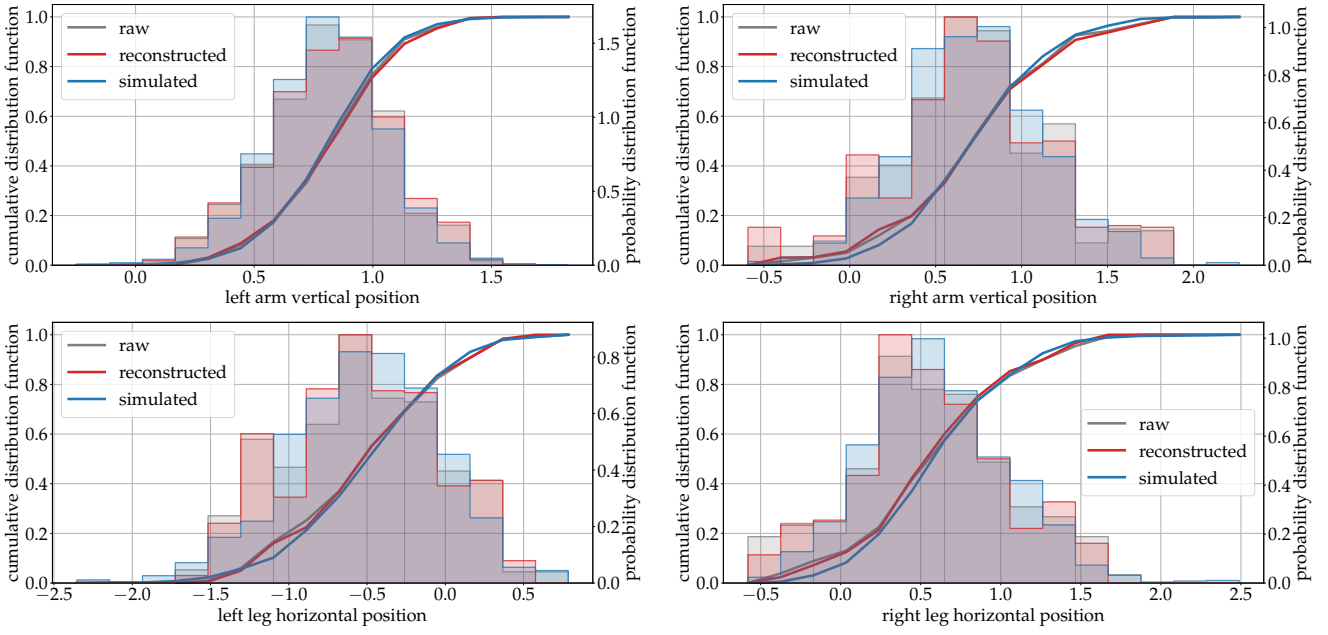 cumulative distribution function
1.0
0.8
0.6
0.4
0.2
0.0
raw
reconstructed
simulated
1.5
1.0
0.5
0.0
probability distribution function
0.0 0.5 1.0 1.5
left arm vertical position
cumulative distribution function
1.0
0.8
0.6
0.4
0.2
0.0
raw
reconstructed
simulated
1.0
0.8
0.6
0.4
0.2
0.0
probability distribution function
−0.5 0.0 0.5 1.0 1.5 2.0
right arm vertical position
cumulative distribution function
1.0
0.8
0.6
0.4
0.2
0.0
raw
reconstructed
simulated
0.8
0.6
0.4
0.2
0.0
probability distribution function
−2.5 −2.0 −1.5 −1.0 −0.5 0.0 0.5
left leg horizontal position
cumulative distribution function
1.0
0.8
0.6
0.4
0.2
0.0
raw
reconstructed
simulated
1.0
0.8
0.6
0.4
0.2
0.0
probability distribution function
−0.5 0.0 0.5 1.0 1.5 2.0 2.5
right leg horizontal position